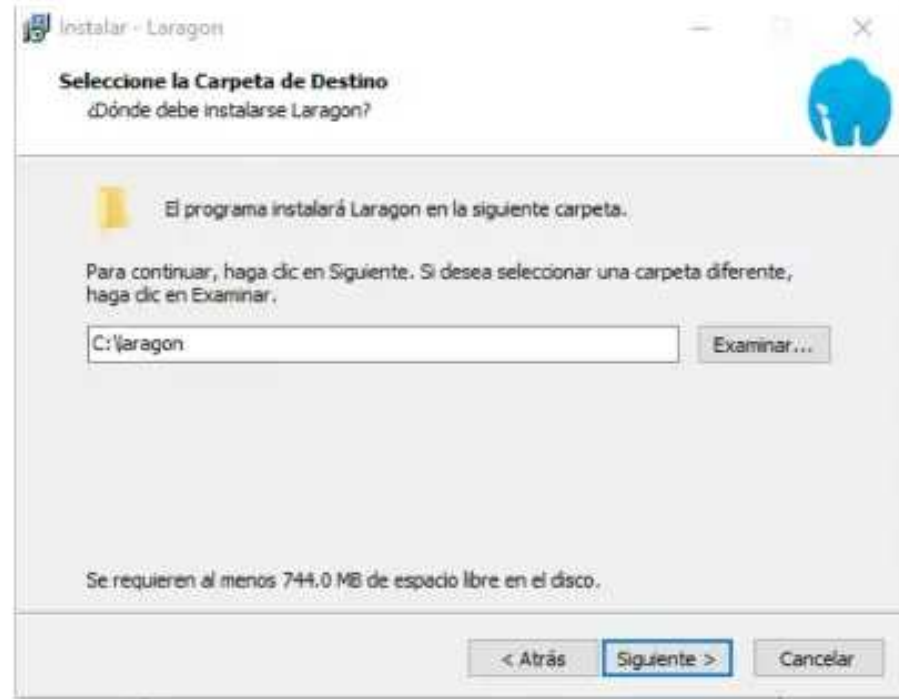 Instalar - Laragon
Seleccione la Carpeta de Destino
¿Dónde debe instalarse Laragon?
El programa instalará Laragon en la siguiente carpeta.
Para continuar, haga clic en Siguiente. Si desea seleccionar una carpeta diferente,
haga clic en Examinar.
C:\laragon
Examinar...
Se requieren al menos 744.0 MB de espacio libre en el disco.
< Atrás
Siguiente >
Cancelar